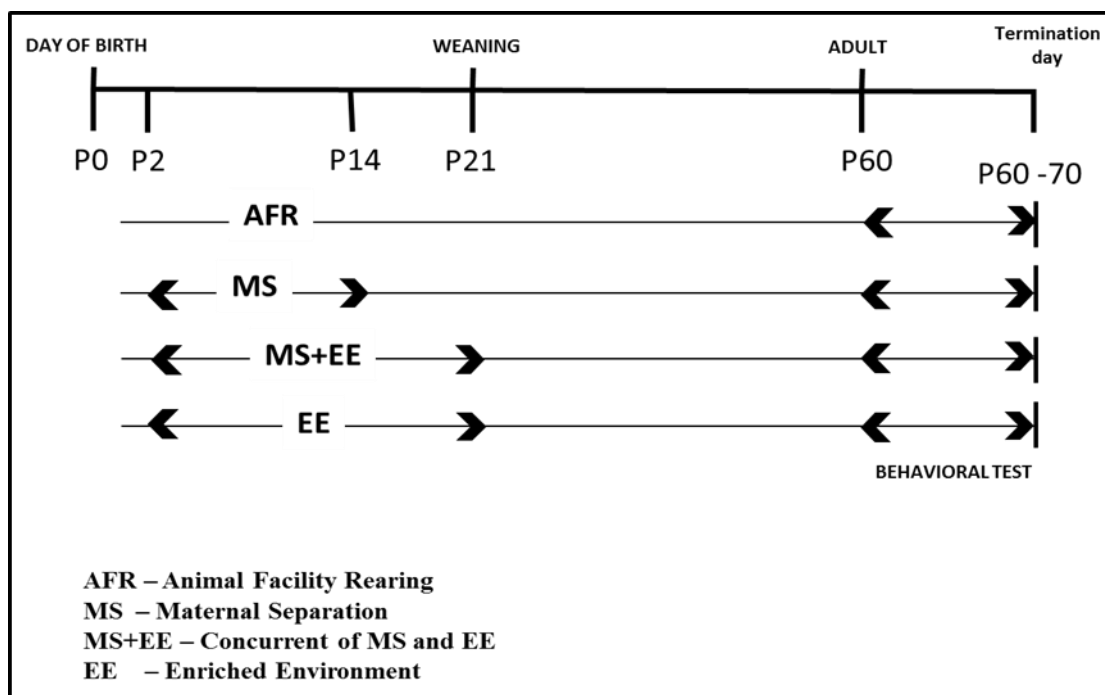 DAY OF BIRTH WEANING ADULT Termination day
P0 P2 P14 P21 P60 P60 -70
AFR
MS
MS+EE
EE
BEHAVIORAL TEST
AFR – Animal Facility Rearing
MS – Maternal Separation
MS+EE – Concurrent of MS and EE
EE – Enriched Environment